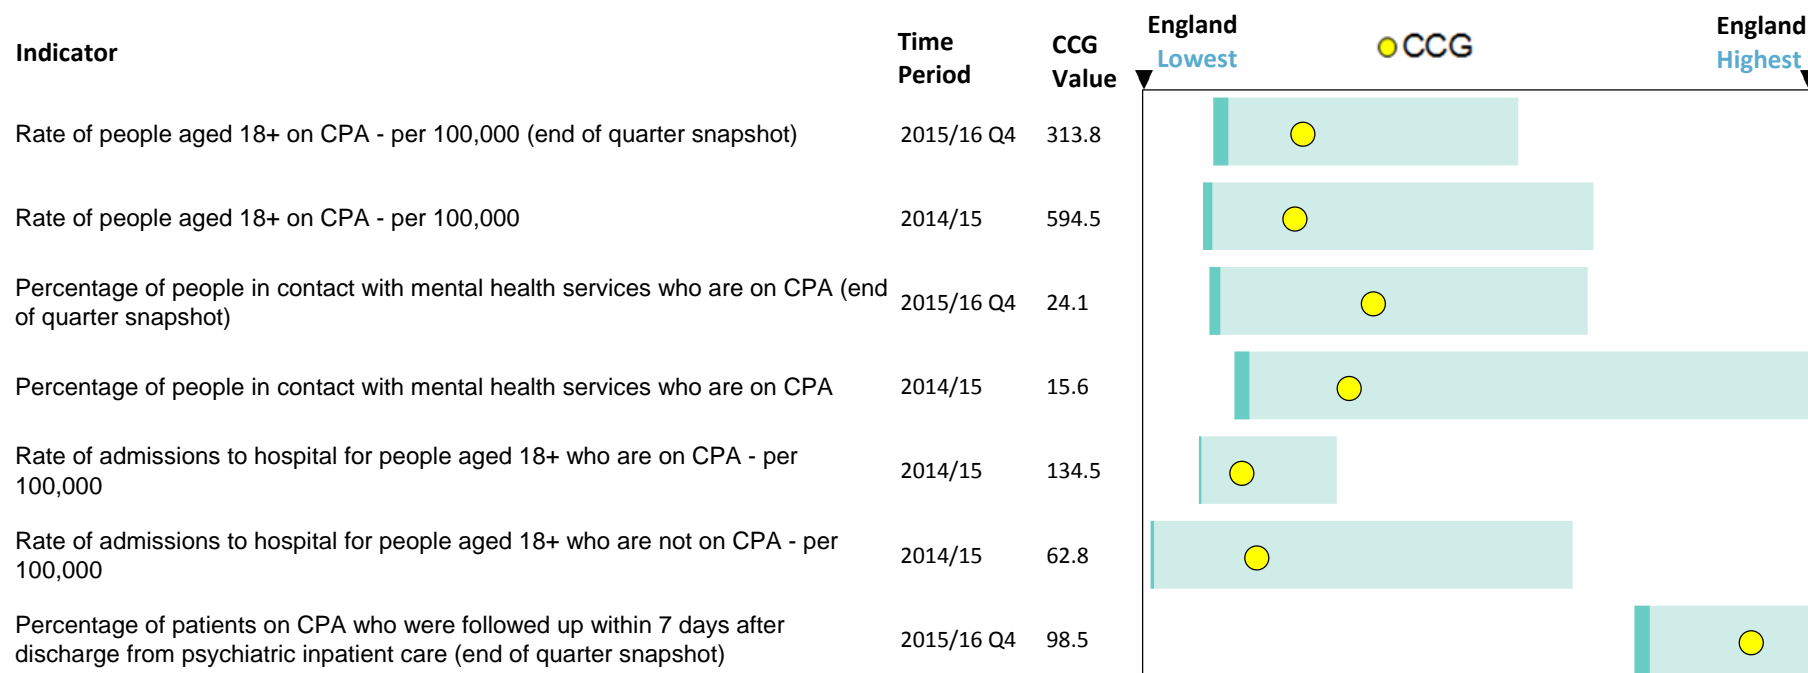 Indicator
Time
Period
CCG
Value
England
Lowest
CCG
England
Highest
Rate of people aged 18+ on CPA - per 100,000 (end of quarter snapshot)
2015/16 Q4
313.8
Rate of people aged 18+ on CPA - per 100,000
2014/15
594.5
Percentage of people in contact with mental health services who are on CPA (end
of quarter snapshot)
2015/16 Q4
24.1
Percentage of people in contact with mental health services who are on CPA
2014/15
15.6
Rate of admissions to hospital for people aged 18+ who are on CPA - per
100,000
2014/15
134.5
Rate of admissions to hospital for people aged 18+ who are not on CPA - per
100,000
2014/15
62.8
Percentage of patients on CPA who were followed up within 7 days after
discharge from psychiatric inpatient care (end of quarter snapshot)
2015/16 Q4
98.5